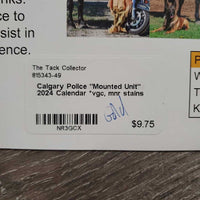 nks.
ce to
ssist in
ence.
The Tack Collector
815343-49
Calgary Police "Mounted Unit"
2024 Calendar *vgc, mnr stains
Gold
$9.75
NR3GCX
P
W
T
K